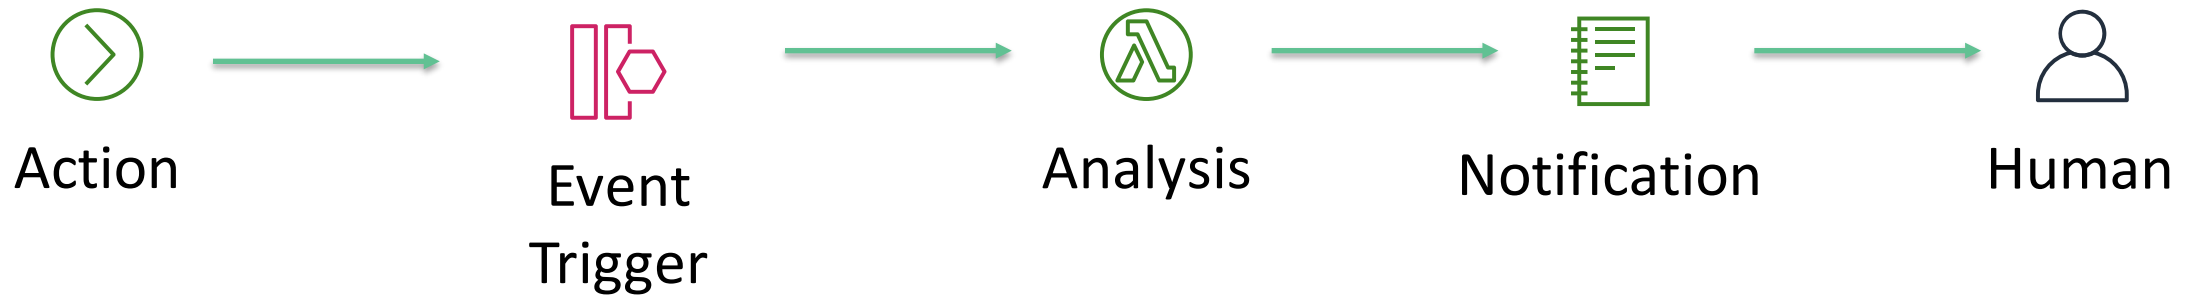 Action
Event
Trigger
Analysis
Notification
Human